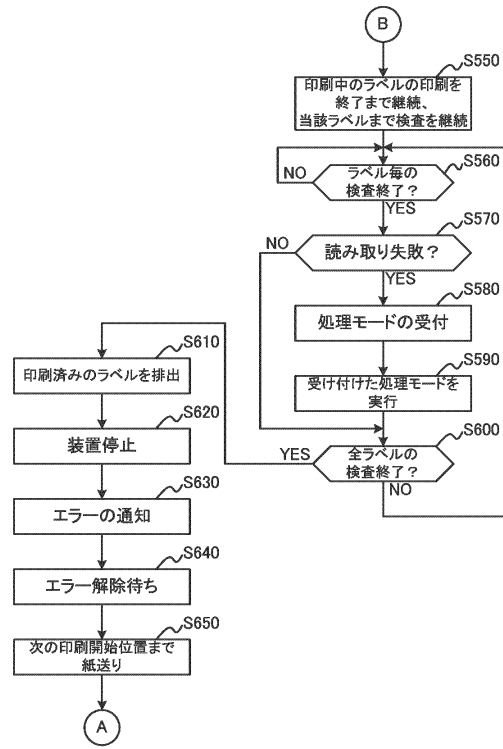 B
S550
印刷中のラベルの印刷を
終了まで継続、
当該ラベルまで検査を継続
S560
NO
ラベル毎の
検査終了?
YES
S570
NO
読み取り失敗?
YES
S580
処理モードの受付
S590
受け付けた処理モードを
実行
S600
YES
全ラベルの
検査終了?
NO
S610
印刷済みのラベルを排出
S620
装置停止
S630
エラーの通知
S640
エラー解除待ち
S650
次の印刷開始位置まで
紙送り
A